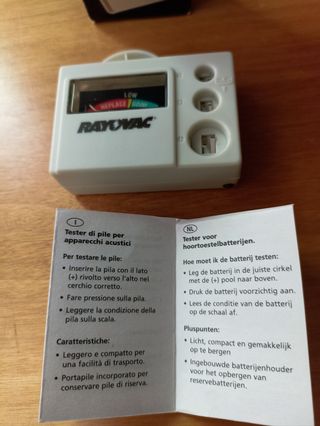 LOW
REPLACE GOOD
RAYOVAC
I
Tester di pile per
apparecchi acustici
Per testare le pile:
• Inserire la pila con il lato
(+) rivolto verso l'alto nel
cerchio corretto.
• Fare pressione sulla pila.
• Leggere la condizione della
pila sulla scala.
Caratteristiche:
• Leggero e compatto per
una facilità di trasporto.
• Portapile incorporato per
conservare pile di riserva.
NL
Tester voor
hoortoestelbatterijen.
Hoe moet ik de batterij testen:
• Leg de batterij in de juiste cirkel
met de (+) pool naar boven.
• Druk de batterij voorzichtig aan.
• Lees de conditie van de batterij
op de schaal af.
Pluspunten:
• Licht, compact en gemakkelijk
op te bergen
• Ingebouwde batterijenhouder
voor het opbergen van
reservebatterijen.